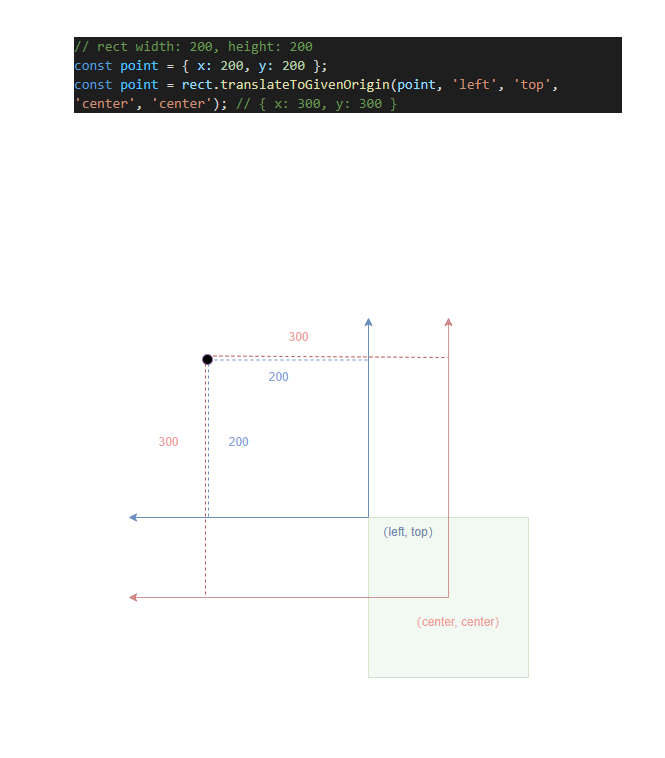 // rect width: 200, height: 200
const point = { x: 200, y: 200 };
const point = rect.translateToGivenOrigin(point, 'left', 'top',
'center', 'center'); // { x: 300, y: 300 }
300
200
300
200
(left, top)
(center, center)